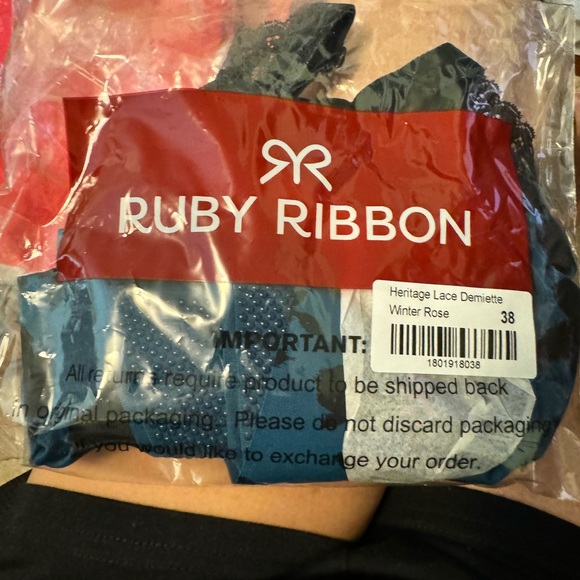 RUBY RIBBON
Heritage Lace Demiette
Winter Rose 38
1801918038
IMPORTANT:
All returns require product to be shipped back
in original packaging. Please do not discard packaging
if you would like to exchange your order.